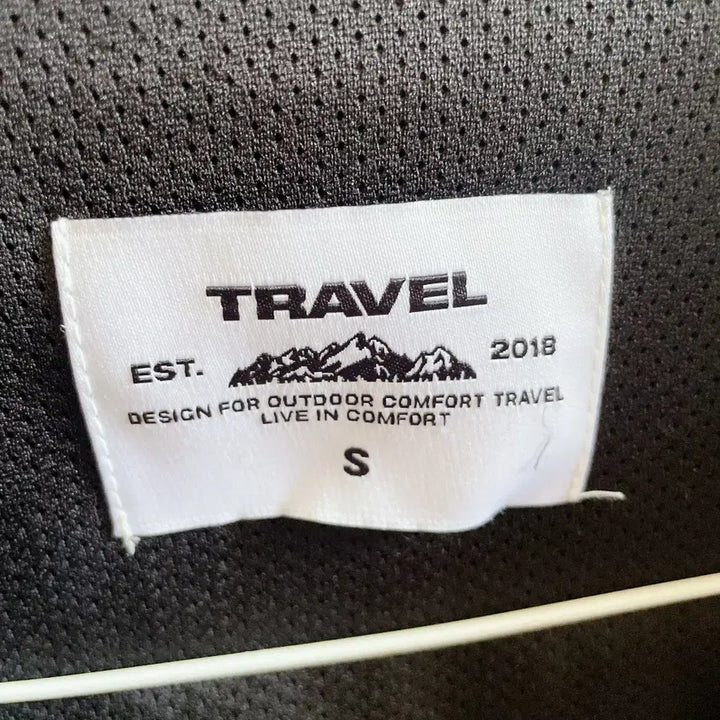 TRAVEL
EST. 2018
DESIGN FOR OUTDOOR COMFORT TRAVEL
LIVE IN COMFORT
S